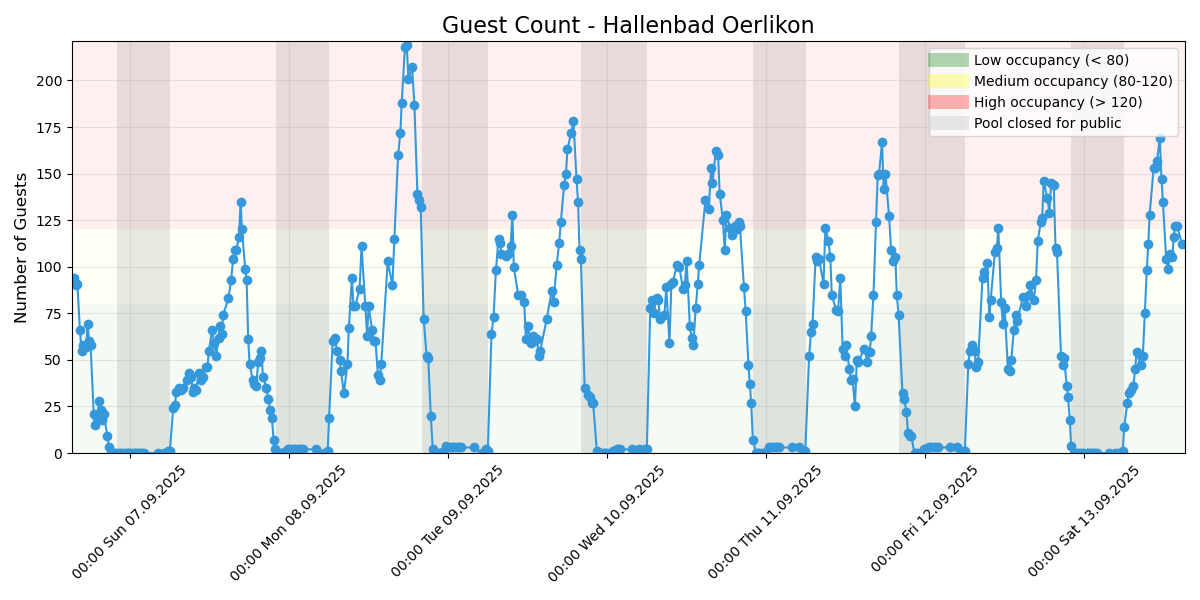 Guest Count - Hallenbad Oerlikon
Low occupancy (< 80)
Medium occupancy (80-120)
High occupancy (> 120)
Pool closed for public
Number of Guests
200
175
150
125
100
75
50
25
0
00:00 Sun 07.09.2025
00:00 Mon 08.09.2025
00:00 Tue 09.09.2025
00:00 Wed 10.09.2025
00:00 Thu 11.09.2025
00:00 Fri 12.09.2025
00:00 Sat 13.09.2025